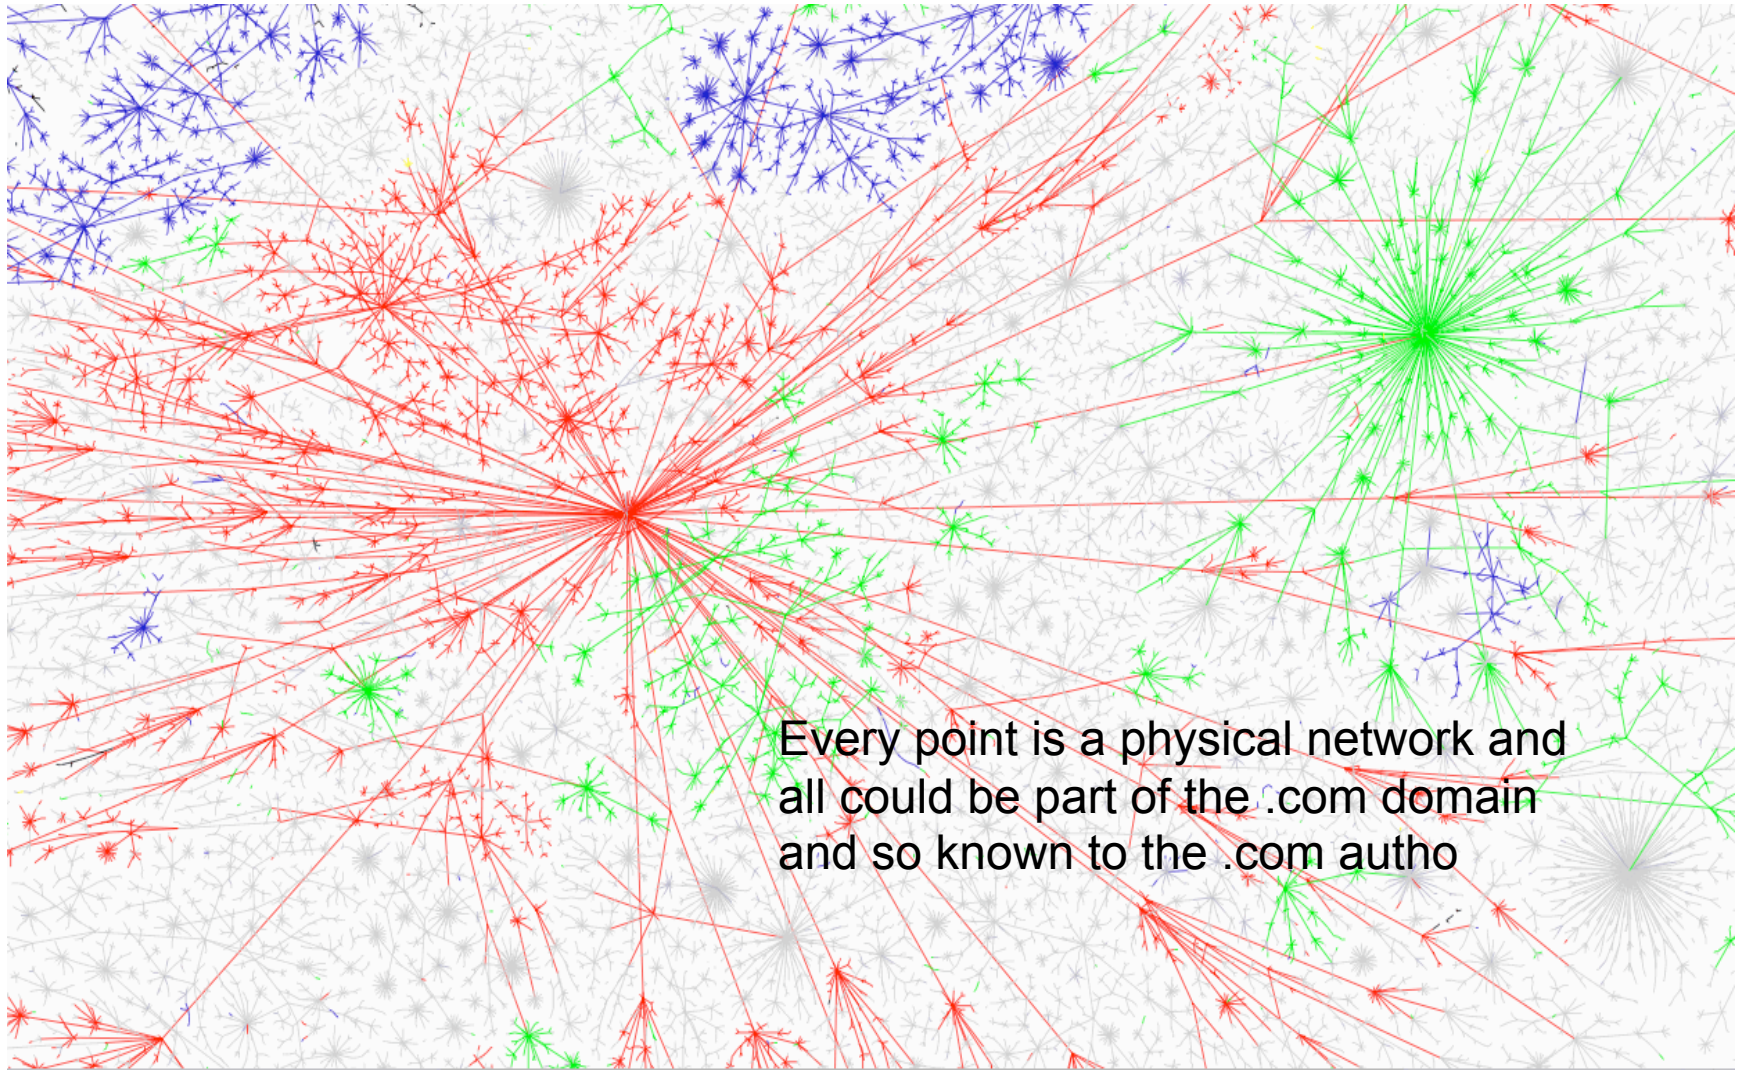 Every point is a physical network and
all could be part of the .com domain
and so known to the .com autho